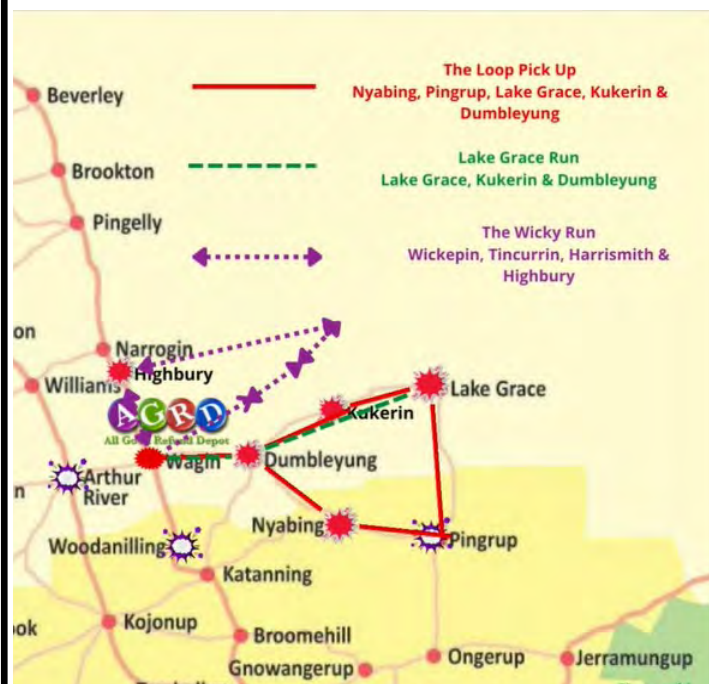 The Loop Pick Up
Nyabing, Pingrup, Lake Grace, Kukerin &
Dumbleyung
Beverley
Lake Grace Run
Lake Grace, Kukerin & Dumbleyung
Brookton
Pingelly
The Wicky Run
Wickepin, Tincurrin, Harrismith &
Highbury
on
Narrogin
Highbury
Williams
Lake Grace
AGRD
Kukerin
All Good Refund Depot
Wagin
Dumbleyung
Arthur
River
n
Nyabing
Woodanilling
Pingrup
Katanning
Kojonup
ok
Broomehill
Gnowangerup
Ongerup
Jerramungup